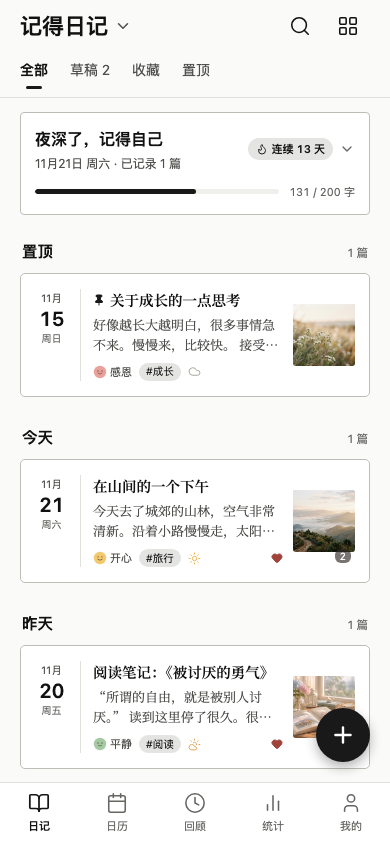 记得日记
全部 草稿 2 收藏 置顶
夜深了，记得自己
11月21日 周六 · 已记录 1 篇
连续 13 天
131 / 200 字
置顶
1 篇
11月
15
周日
关于成长的一点思考
好像越长大越明白，很多事情急
不来。慢慢来，比较快。 接受…
感恩 #成长
今天
1 篇
11月
21
周六
在山间的一个下午
今天去了城郊的山林，空气非常
清新。沿着小路慢慢走，太阳…
开心 #旅行
2
昨天
1 篇
11月
20
周五
阅读笔记：《被讨厌的勇气》
“所谓的自由，就是被别人讨
厌。” 读到这里停了很久。很…
平静 #阅读
日记 日历 回顾 统计 我的